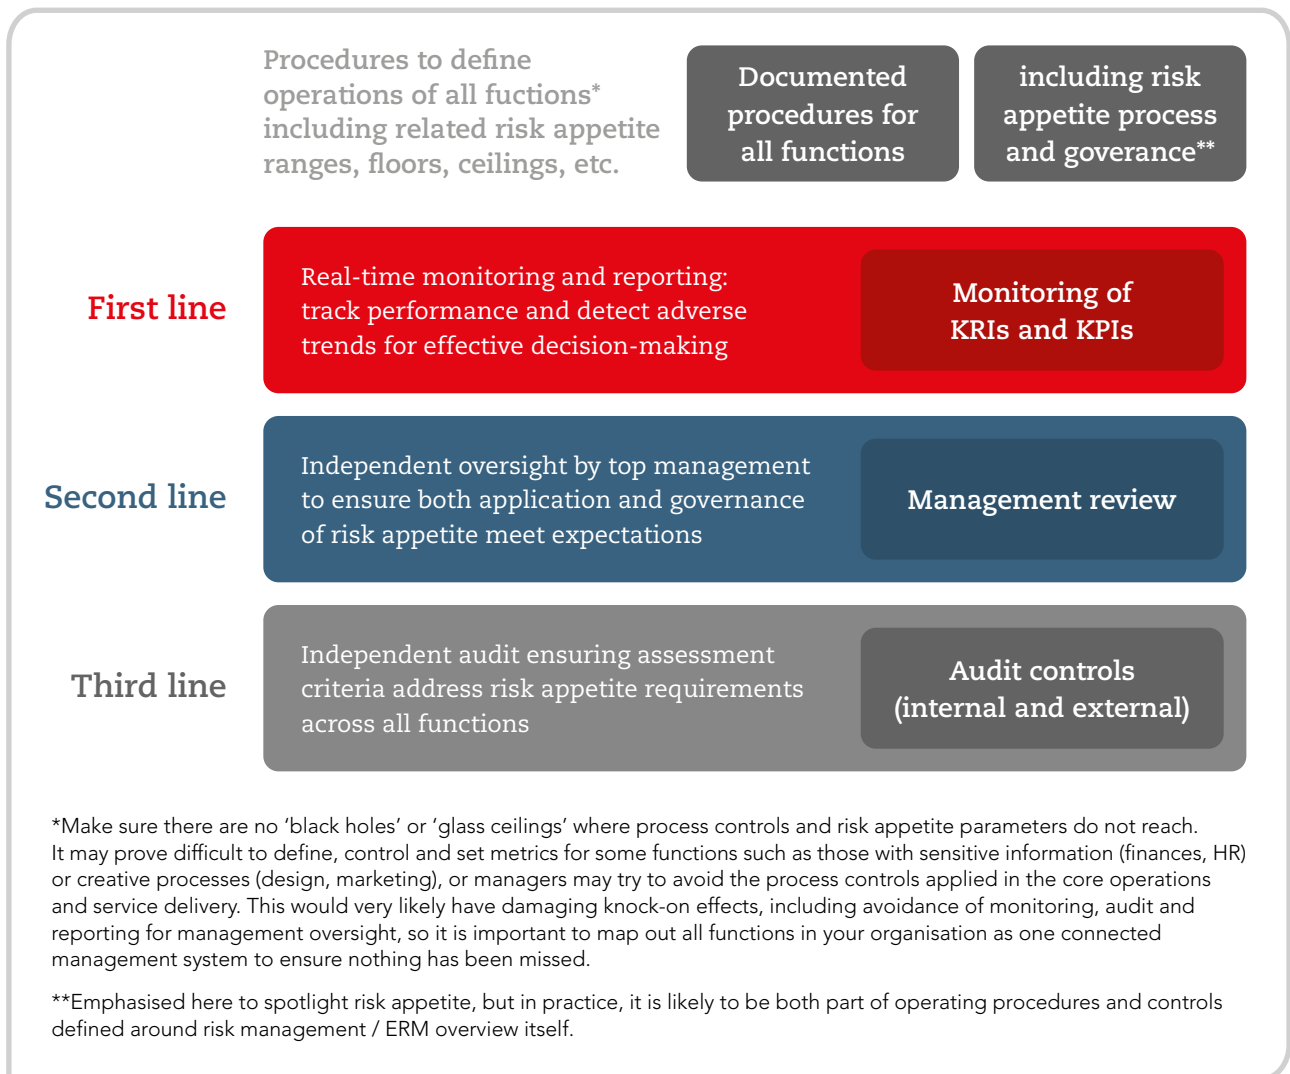 Procedures to define
operations of all fuctions*
including related risk appetite
ranges, floors, ceilings, etc.
Documented
procedures for
all functions
including risk
appetite process
and goverance**
First line
Real-time monitoring and reporting:
track performance and detect adverse
trends for effective decision-making
Monitoring of
KRIs and KPIs
Second line
Independent oversight by top management
to ensure both application and governance
of risk appetite meet expectations
Management review
Third line
Independent audit ensuring assessment
criteria address risk appetite requirements
across all functions
Audit controls
(internal and external)
*Make sure there are no ‘black holes’ or ‘glass ceilings’ where process controls and risk appetite parameters do not reach.
It may prove difficult to define, control and set metrics for some functions such as those with sensitive information (finances, HR)
or creative processes (design, marketing), or managers may try to avoid the process controls applied in the core operations
and service delivery. This would very likely have damaging knock-on effects, including avoidance of monitoring, audit and
reporting for management oversight, so it is important to map out all functions in your organisation as one connected
management system to ensure nothing has been missed.
**Emphasised here to spotlight risk appetite, but in practice, it is likely to be both part of operating procedures and controls
defined around risk management / ERM overview itself.